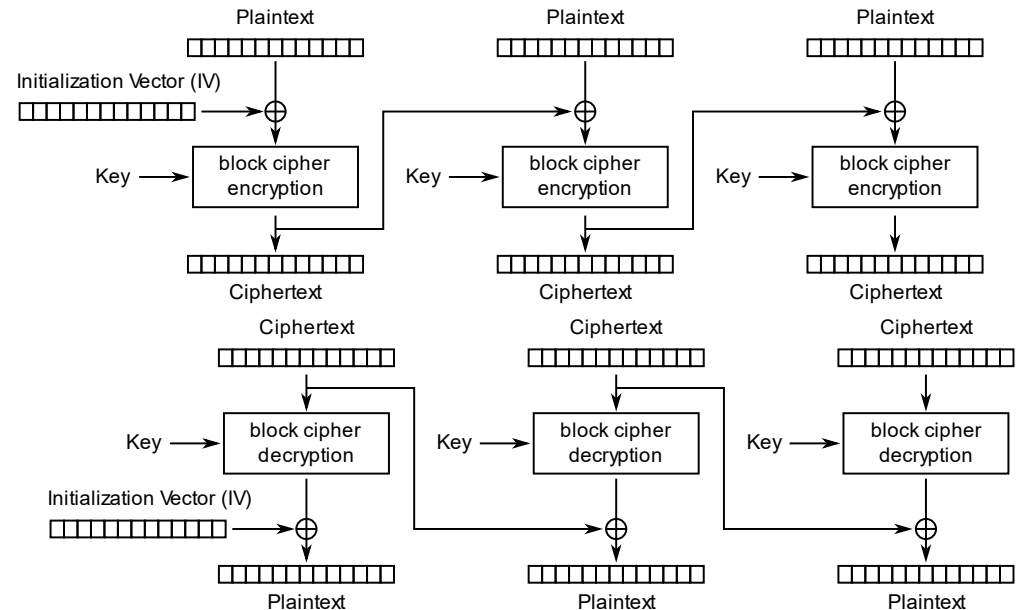 Plaintext Plaintext Plaintext
Initialization Vector (IV)
Key block cipher encryption Key block cipher encryption Key block cipher encryption
Ciphertext Ciphertext Ciphertext
Ciphertext Ciphertext Ciphertext
Key block cipher decryption Key block cipher decryption Key block cipher decryption
Initialization Vector (IV)
Plaintext Plaintext Plaintext